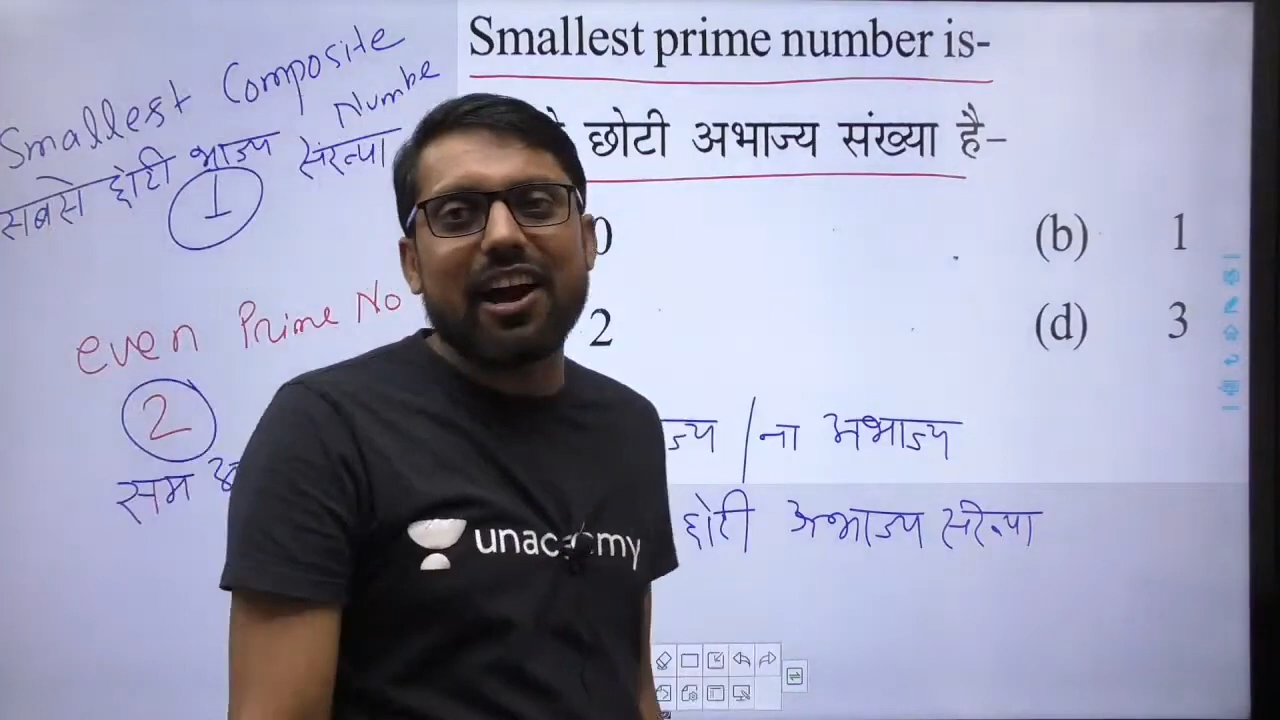 Smallest prime number is-
छोटी अभाज्य संख्या है-
0
(b) 1
2
(d) 3
Smallest Composite
Numbe
सबसे छोटी भाज्य संख्या
1
even Prime No
2
सम
ज्य / ना अभाज्य
छोटी अभाज्य संख्या
unacademy